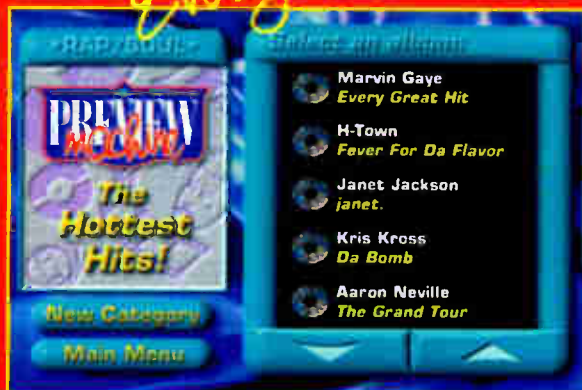 RAP/SOUL
PREVIEW
machine
The
Hottest
Hits!
New Category
Main Menu
Select an album
Marvin Gaye
Every Great Hit
H-Town
Fever For Da Flavor
Janet Jackson
janet.
Kris Kross
Da Bomb
Aaron Neville
The Grand Tour